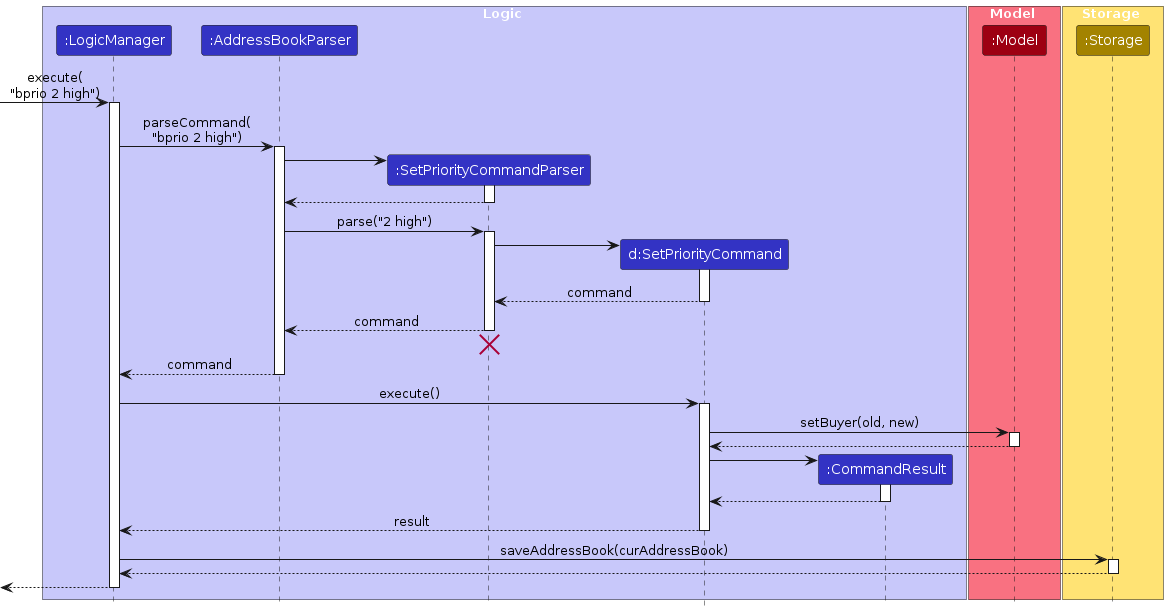 Logic
Model
Storage
:LogicManager
:AddressBookParser
:Model
:Storage
execute(
"bprio 2 high")
parseCommand(
"bprio 2 high")
:SetPriorityCommandParser
parse("2 high")
d:SetPriorityCommand
command
command
command
execute()
setBuyer(old, new)
:CommandResult
result
saveAddressBook(curAddressBook)